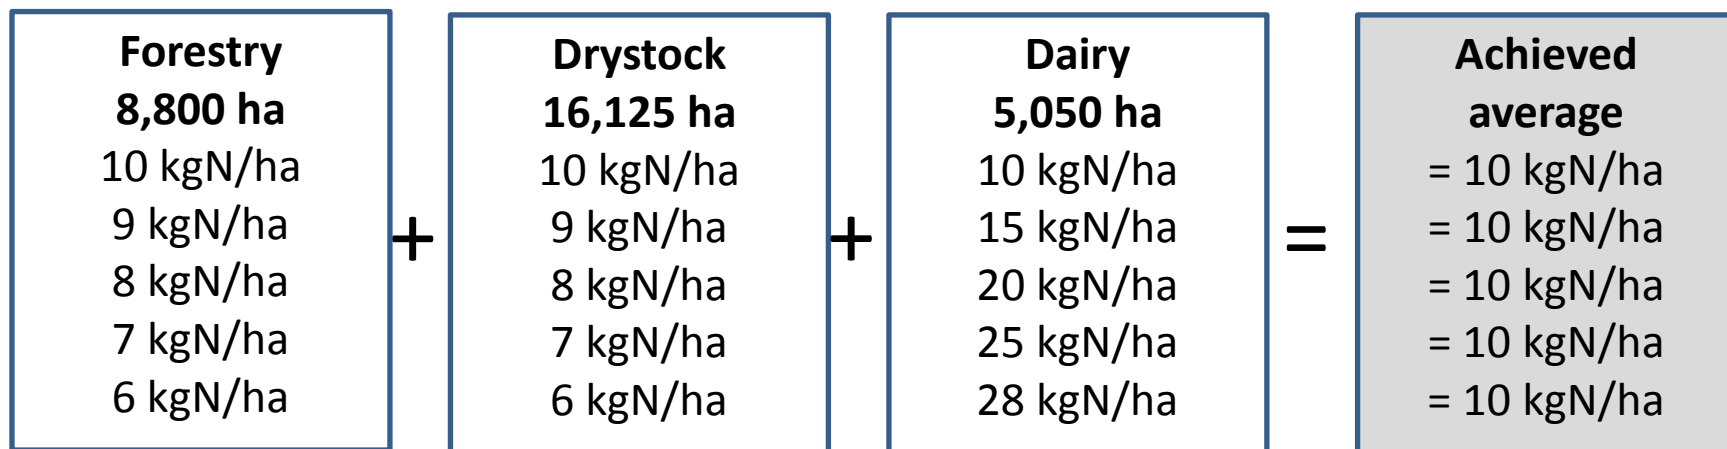 Forestry
8,800 ha
10 kgN/ha
9 kgN/ha
8 kgN/ha
7 kgN/ha
6 kgN/ha
+
Drystock
16,125 ha
10 kgN/ha
9 kgN/ha
8 kgN/ha
7 kgN/ha
6 kgN/ha
+
Dairy
5,050 ha
10 kgN/ha
15 kgN/ha
20 kgN/ha
25 kgN/ha
28 kgN/ha
=
Achieved
average
= 10 kgN/ha
= 10 kgN/ha
= 10 kgN/ha
= 10 kgN/ha
= 10 kgN/ha